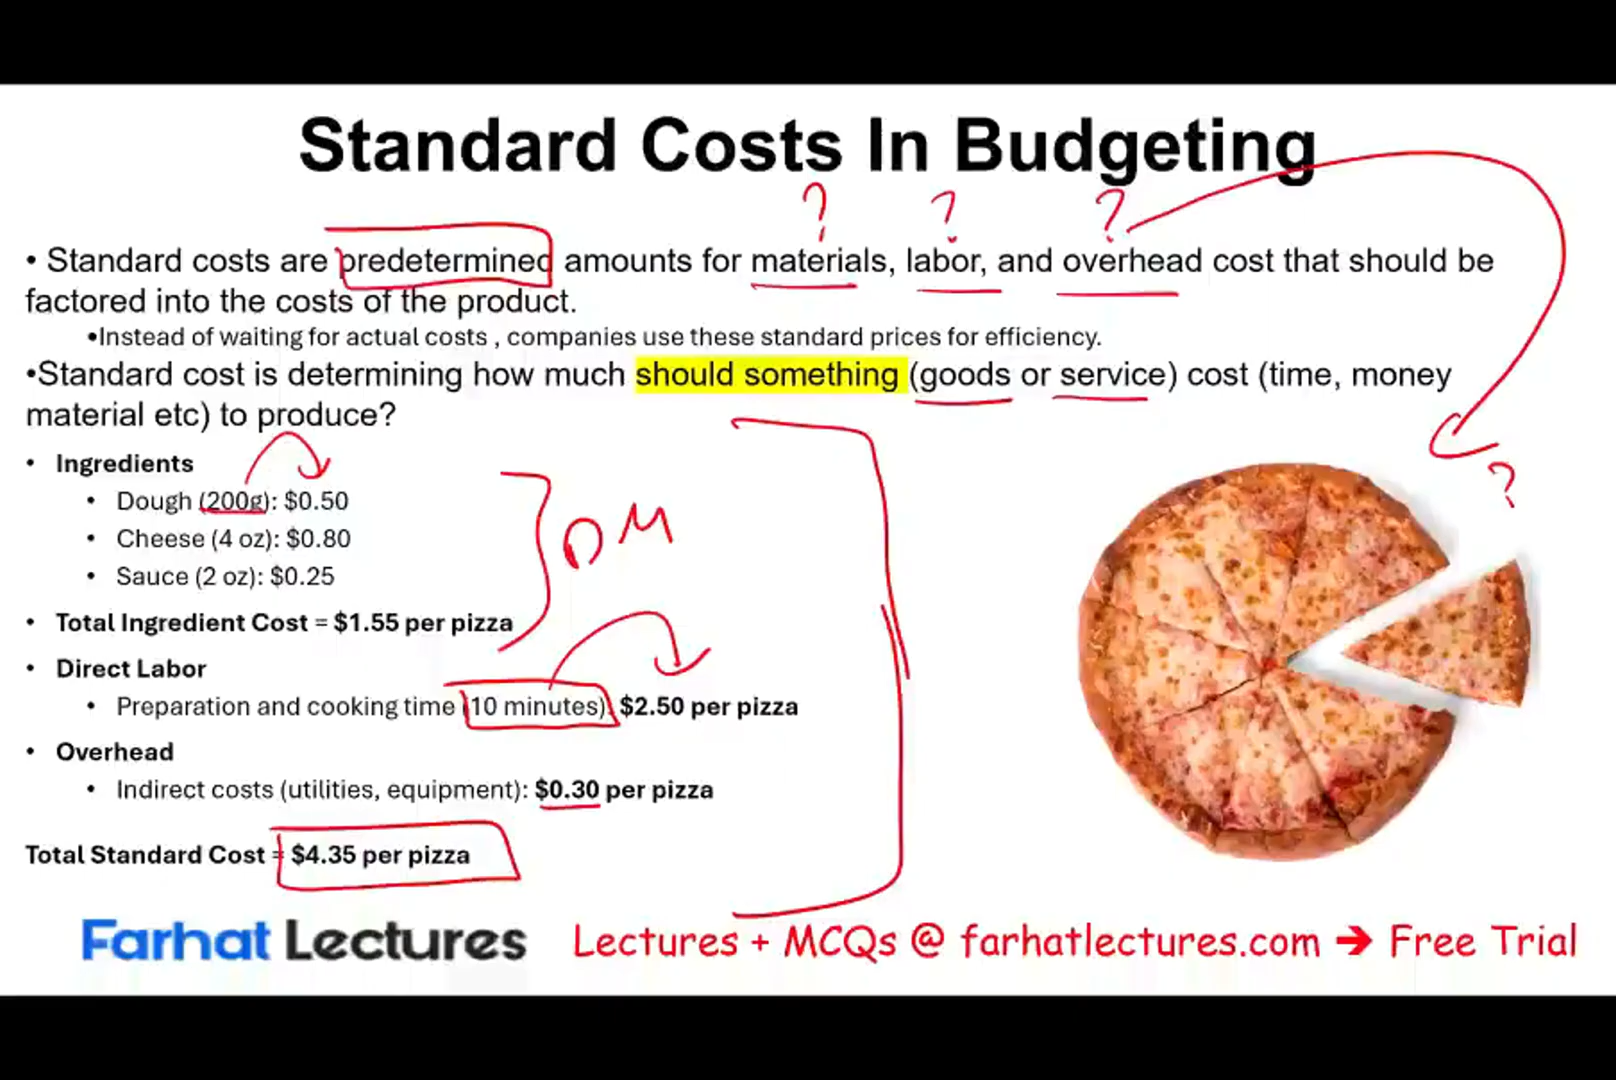 Standard Costs In Budgeting
? ? ?
• Standard costs are predetermined amounts for materials, labor, and overhead cost that should be
factored into the costs of the product.
•Instead of waiting for actual costs , companies use these standard prices for efficiency.
•Standard cost is determining how much should something (goods or service) cost (time, money
material etc) to produce?
• Ingredients
• Dough (200g): $0.50
• Cheese (4 oz): $0.80
• Sauce (2 oz): $0.25
DM
?
• Total Ingredient Cost = $1.55 per pizza
• Direct Labor
• Preparation and cooking time (10 minutes): $2.50 per pizza
• Overhead
• Indirect costs (utilities, equipment): $0.30 per pizza
Total Standard Cost = $4.35 per pizza
Farhat Lectures
Lectures + MCQs @ farhatlectures.com ➔ Free Trial